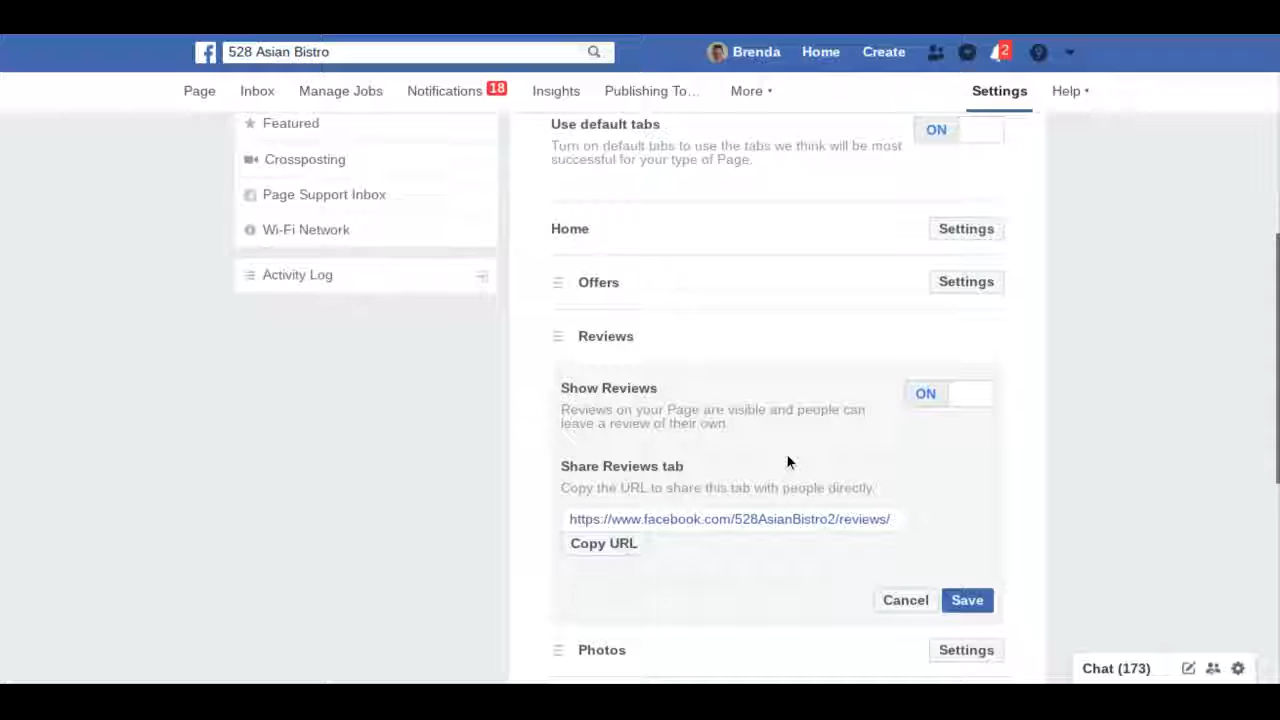 528 Asian Bistro
Brenda Home Create 2
Page Inbox Manage Jobs Notifications 18 Insights Publishing To… More Settings Help
Featured
Crossposting
Page Support Inbox
Wi-Fi Network
Activity Log
Use default tabs ON
Turn on default tabs to use the tabs we think will be most
successful for your type of Page.
Home Settings
Offers Settings
Reviews
Show Reviews ON
Reviews on your Page are visible and people can
leave a review of their own
Share Reviews tab
Copy the URL to share this tab with people directly.
https://www.facebook.com/528AsianBistro2/reviews/
Copy URL
Cancel Save
Photos Settings
Chat (173)